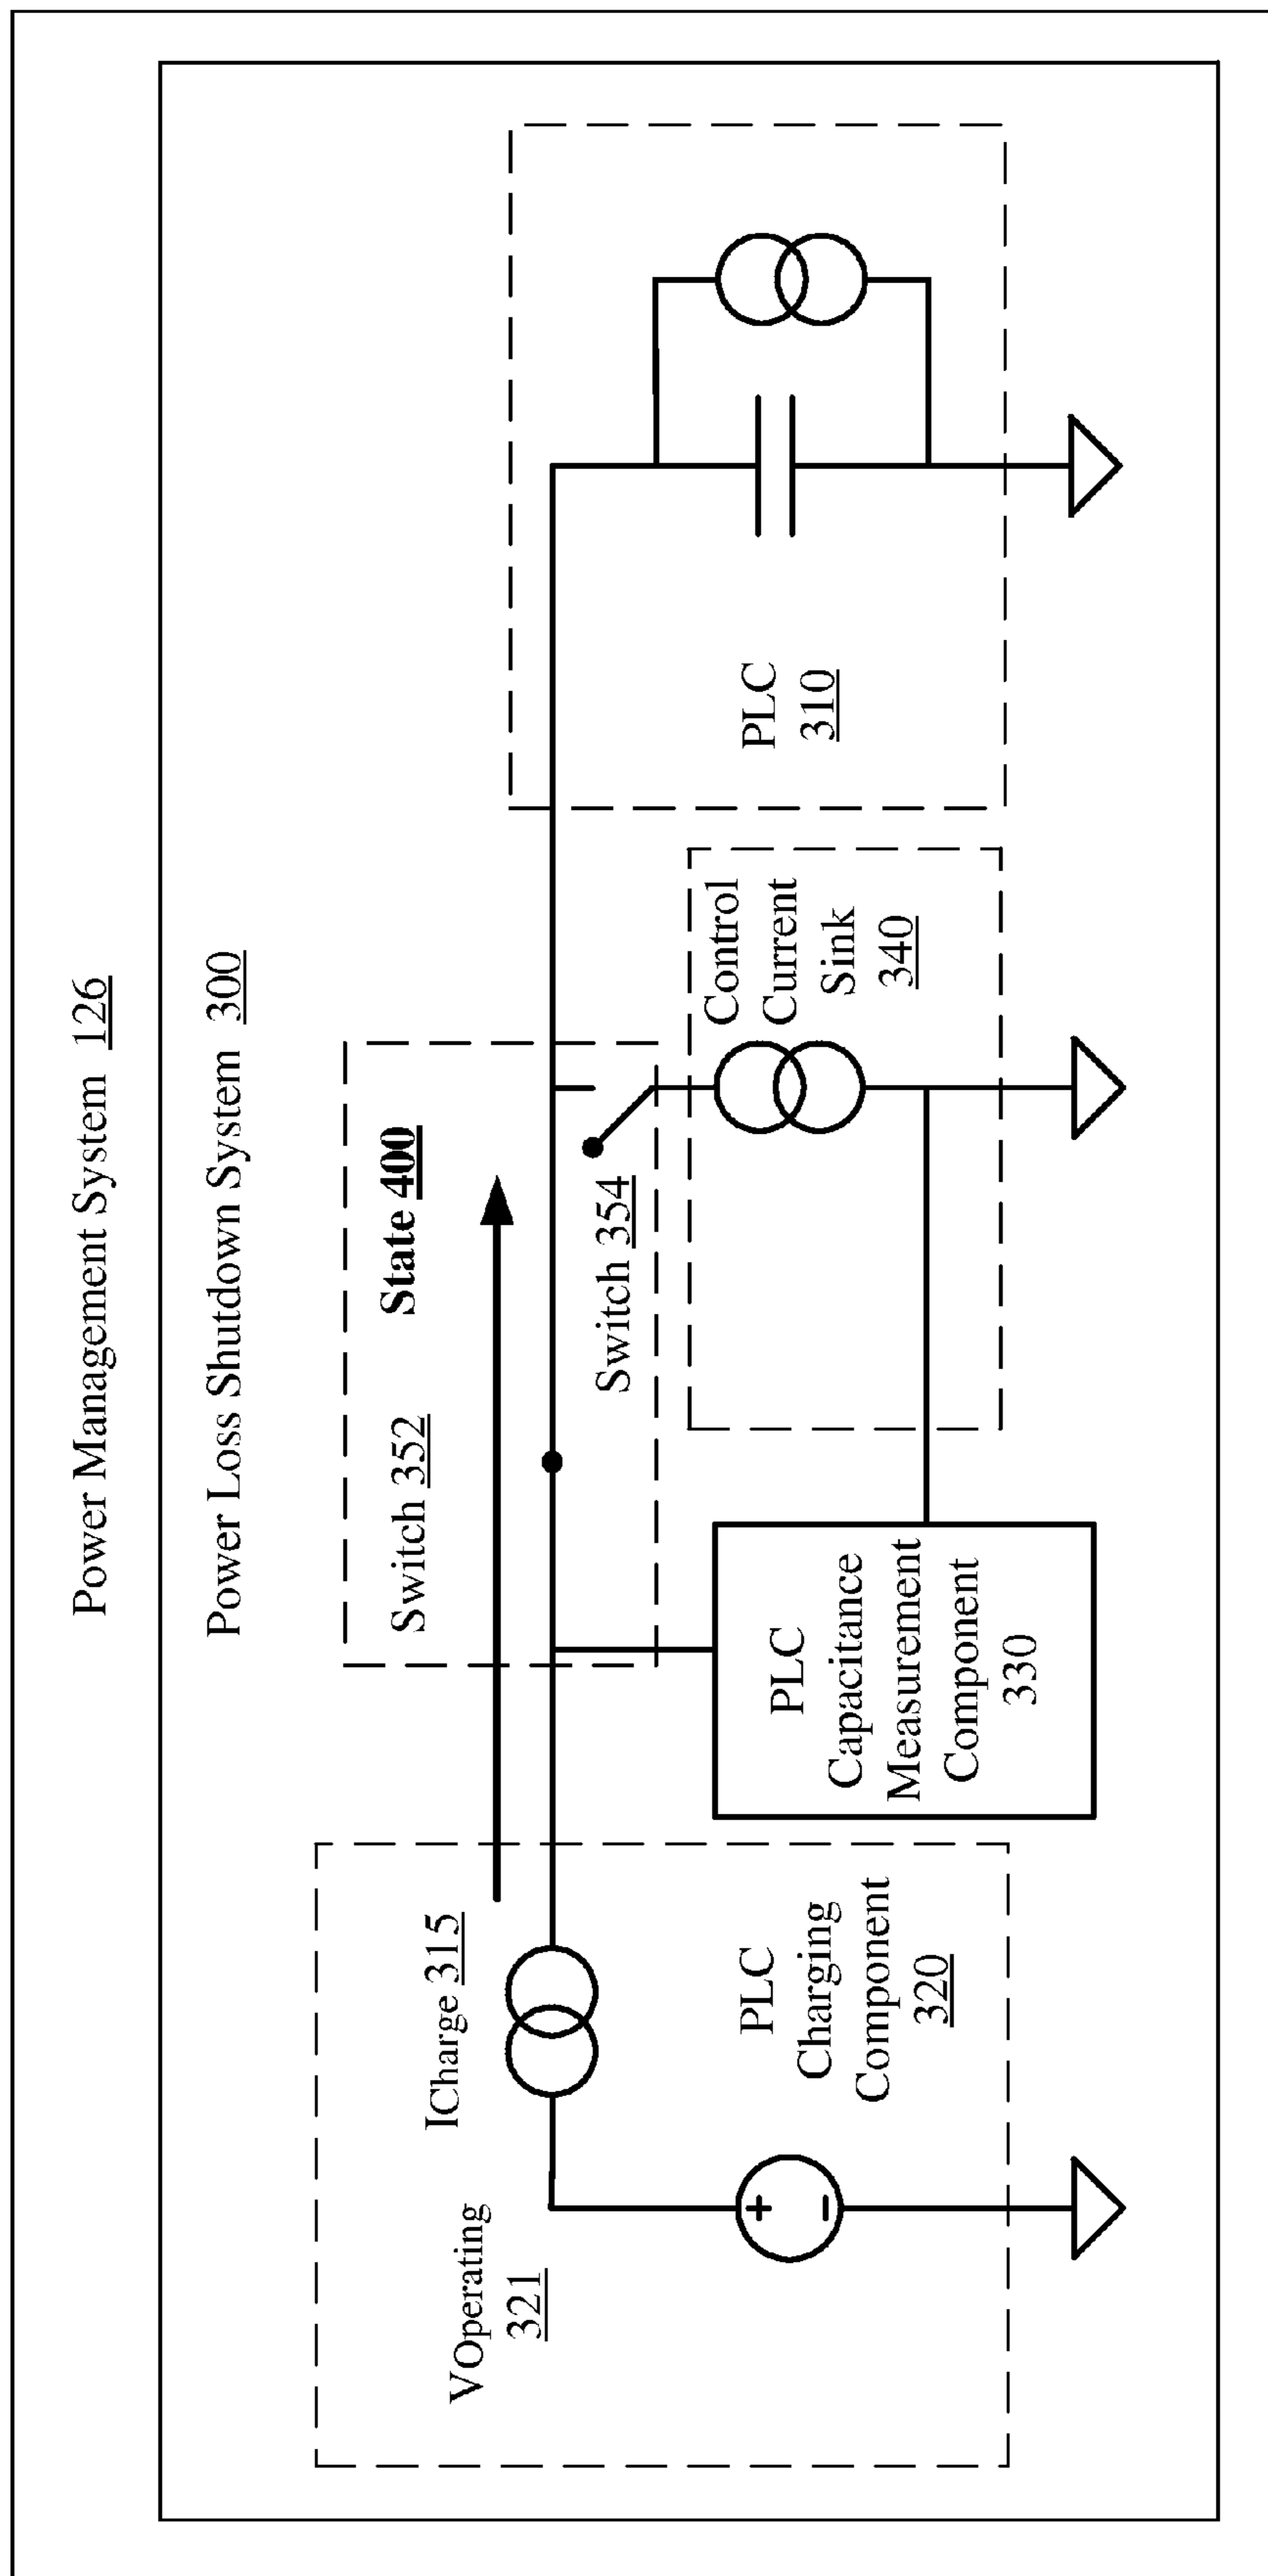 Power Management System 126
Power Loss Shutdown System 300
VOperating
321
ICharge 315
PLC
Charging
Component
320
Switch 352
State 400
Switch 354
PLC
Capacitance
Measurement
Component
330
Control
Current
Sink
340
PLC
310
+
-